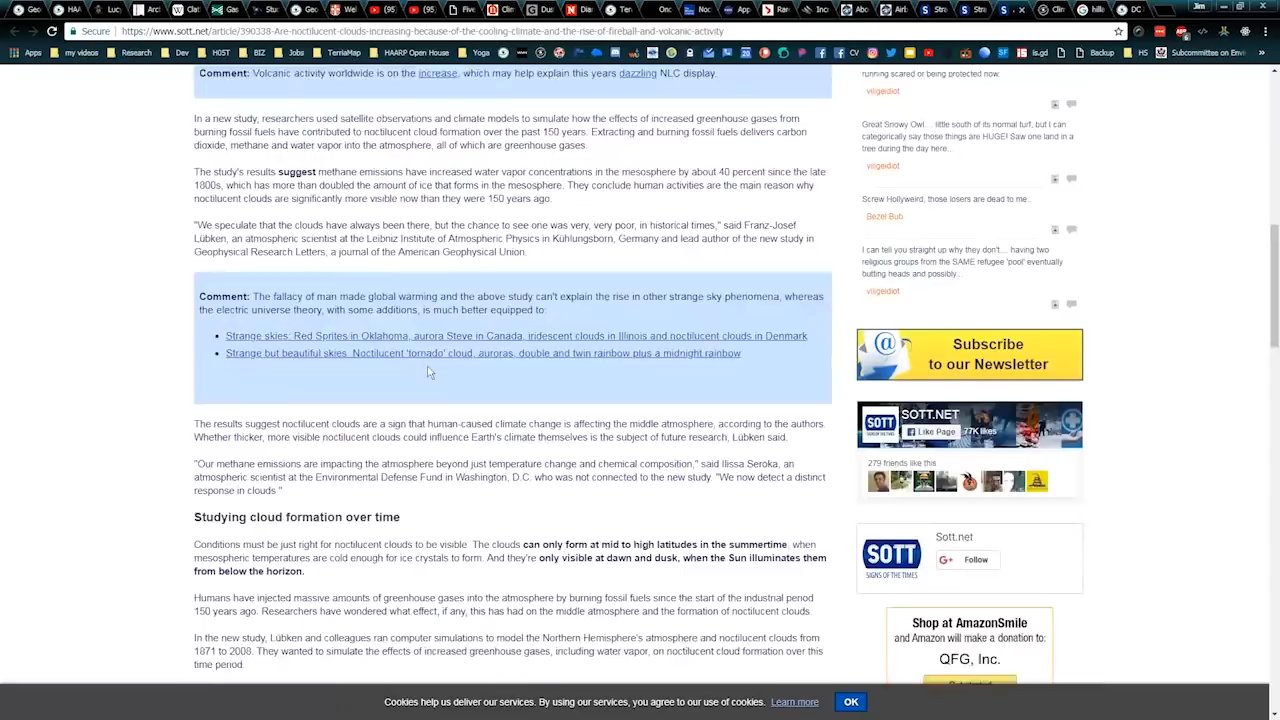 Jim
Secure
https://www.sott.net/article/390338-Are-noctilucent-clouds-increasing-because-of-the-cooling-climate-and-the-rise-of-fireball-and-volcanic-activity
Apps my videos Research Dev HOST BIZ Jobs TerriaMap HAARP Open House Yoga CV is.gd Backup HS Subcommittee on Envir
Comment: Volcanic activity worldwide is on the increase, which may help explain this years dazzling NLC display.
In a new study, researchers used satellite observations and climate models to simulate how the effects of increased greenhouse gases from
burning fossil fuels have contributed to noctilucent cloud formation over the past 150 years. Extracting and burning fossil fuels delivers carbon
dioxide, methane and water vapor into the atmosphere, all of which are greenhouse gases.
The study's results suggest methane emissions have increased water vapor concentrations in the mesosphere by about 40 percent since the late
1800s, which has more than doubled the amount of ice that forms in the mesosphere. They conclude human activities are the main reason why
noctilucent clouds are significantly more visible now than they were 150 years ago.
"We speculate that the clouds have always been there, but the chance to see one was very, very poor, in historical times," said Franz-Josef
Lübken, an atmospheric scientist at the Leibniz Institute of Atmospheric Physics in Kühlungsborn, Germany and lead author of the new study in
Geophysical Research Letters, a journal of the American Geophysical Union.
Comment: The fallacy of man made global warming and the above study can't explain the rise in other strange sky phenomena, whereas
the electric universe theory, with some additions, is much better equipped to:
• Strange skies: Red Sprites in Oklahoma, aurora Steve in Canada, iridescent clouds in Illinois and noctilucent clouds in Denmark
• Strange but beautiful skies: Noctilucent 'tornado' cloud, auroras, double and twin rainbow plus a midnight rainbow
The results suggest noctilucent clouds are a sign that human-caused climate change is affecting the middle atmosphere, according to the authors.
Whether thicker, more visible noctilucent clouds could influence Earth's climate themselves is the subject of future research, Lübken said.
"Our methane emissions are impacting the atmosphere beyond just temperature change and chemical composition," said Ilissa Seroka, an
atmospheric scientist at the Environmental Defense Fund in Washington, D.C. who was not connected to the new study. "We now detect a distinct
response in clouds."
Studying cloud formation over time
Conditions must be just right for noctilucent clouds to be visible. The clouds can only form at mid to high latitudes in the summertime, when
mesospheric temperatures are cold enough for ice crystals to form. And they're only visible at dawn and dusk, when the Sun illuminates them
from below the horizon.
Humans have injected massive amounts of greenhouse gases into the atmosphere by burning fossil fuels since the start of the industrial period
150 years ago. Researchers have wondered what effect, if any, this has had on the middle atmosphere and the formation of noctilucent clouds.
In the new study, Lübken and colleagues ran computer simulations to model the Northern Hemisphere's atmosphere and noctilucent clouds from
1871 to 2008. They wanted to simulate the effects of increased greenhouse gases, including water vapor, on noctilucent cloud formation over this
time period.
running scared or being protected now.
villgeidiot
Great Snowy Owl.... little south of its normal turf, but I can
categorically say those things are HUGE! Saw one land in a
tree during the day here...
villgeidiot
Screw Hollyweird, those losers are dead to me..
Bezel Bub
I can tell you straight up why they don't.... having two
religious groups from the SAME refugee 'pool' eventually
butting heads and possibly...
villgeidiot
Subscribe
to our Newsletter
SOTT.NET
Like Page 77K likes
279 friends like this
SOTT
SIGNS OF THE TIMES
Sott.net
G+ Follow
Shop at AmazonSmile
and Amazon will make a donation to:
QFG, Inc.
Cookies help us deliver our services. By using our services, you agree to our use of cookies. Learn more OK